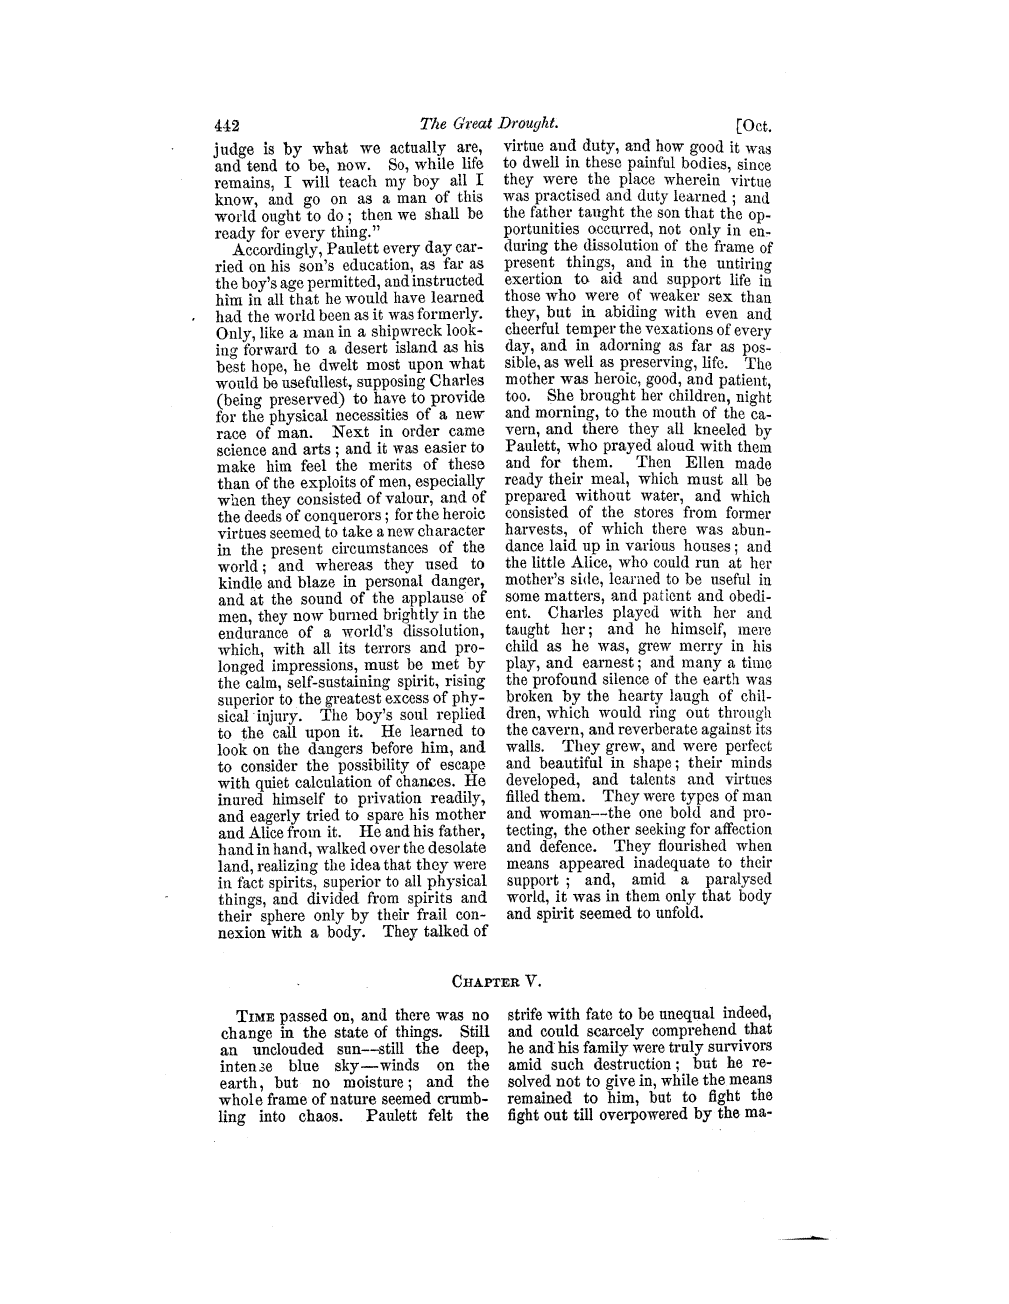 442
The Great Drought.
[Oct.
judge is by what we actually are,
and tend to be, now. So, while life
remains, I will teach my boy all I
know, and go on as a man of this
world ought to do; then we shall be
ready for every thing."
Accordingly, Paulett every day car-
ried on his son's education, as far as
the boy's age permitted, and instructed
him in all that he would have learned
had the world been as it was formerly.
Only, like a man in a shipwreck look-
ing forward to a desert island as his
best hope, he dwelt most upon what
would be usefullest, supposing Charles
(being preserved) to have to provide
for the physical necessities of a new
race of man. Next in order came
science and arts; and it was easier to
make him feel the merits of these
than of the exploits of men, especially
when they consisted of valour, and of
the deeds of conquerors; for the heroic
virtues seemed to take a new character
in the present circumstances of the
world; and whereas they used to
kindle and blaze in personal danger,
and at the sound of the applause of
men, they now burned brightly in the
endurance of a world's dissolution,
which, with all its terrors and pro-
longed impressions, must be met by
the calm, self-sustaining spirit, rising
superior to the greatest excess of phy-
sical injury. The boy's soul replied
to the call upon it. He learned to
look on the dangers before him, and
to consider the possibility of escape
with quiet calculation of chances. He
inured himself to privation readily,
and eagerly tried to spare his mother
and Alice from it. He and his father,
hand in hand, walked over the desolate
land, realizing the idea that they were
in fact spirits, superior to all physical
things, and divided from spirits and
their sphere only by their frail con-
nexion with a body. They talked of
virtue and duty, and how good it was
to dwell in these painful bodies, since
they were the place wherein virtue
was practised and duty learned; and
the father taught the son that the op-
portunities occurred, not only in en-
during the dissolution of the frame of
present things, and in the untiring
exertion to aid and support life in
those who were of weaker sex than
they, but in abiding with even and
cheerful temper the vexations of every
day, and in adorning as far as pos-
sible, as well as preserving, life. The
mother was heroic, good, and patient,
too. She brought her children, night
and morning, to the mouth of the ca-
vern, and there they all kneeled by
Paulett, who prayed aloud with them
and for them. Then Ellen made
ready their meal, which must all be
prepared without water, and which
consisted of the stores from former
harvests, of which there was abun-
dance laid up in various houses; and
the little Alice, who could run at her
mother's side, learned to be useful in
some matters, and patient and obedi-
ent. Charles played with her and
taught her; and he himself, mere
child as he was, grew merry in his
play, and earnest; and many a time
the profound silence of the earth was
broken by the hearty laugh of chil-
dren, which would ring out through
the cavern, and reverberate against its
walls. They grew, and were perfect
and beautiful in shape; their minds
developed, and talents and virtues
filled them. They were types of man
and woman—the one bold and pro-
tecting, the other seeking for affection
and defence. They flourished when
means appeared inadequate to their
support; and, amid a paralysed
world, it was in them only that body
and spirit seemed to unfold.
CHAPTER V.
TIME passed on, and there was no
change in the state of things. Still
an unclouded sun—still the deep,
intense blue sky—winds on the
earth, but no moisture; and the
whole frame of nature seemed crumb-
ling into chaos. Paulett felt the
strife with fate to be unequal indeed,
and could scarcely comprehend that
he and his family were truly survivors
amid such destruction; but he re-
solved not to give in, while the means
remained to him, but to fight the
fight out till overpowered by the ma-